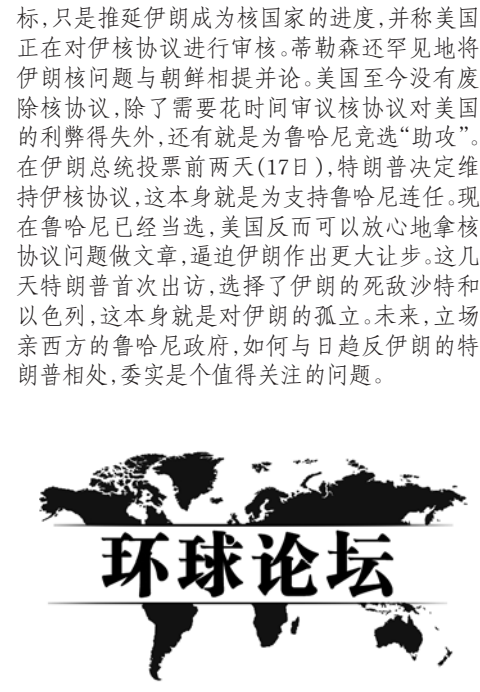 标,只是推延伊朗成为核国家的进度,并称美国
正在对伊核协议进行审核。蒂勒森还罕见地将
伊朗核问题与朝鲜相提并论。美国至今没有废
除核协议,除了需要花时间审议核协议对美国
的利弊得失外,还有就是为鲁哈尼竞选“助攻”。
在伊朗总统投票前两天(17日),特朗普决定维
持伊核协议,这本身就是为支持鲁哈尼连任。现
在鲁哈尼已经当选,美国反而可以放心地拿核
协议问题做文章,逼迫伊朗作出更大让步。这几
天特朗普首次出访,选择了伊朗的死敌沙特和
以色列,这本身就是对伊朗的孤立。未来,立场
亲西方的鲁哈尼政府,如何与日趋反伊朗的特
朗普相处,委实是个值得关注的问题。
环球论坛